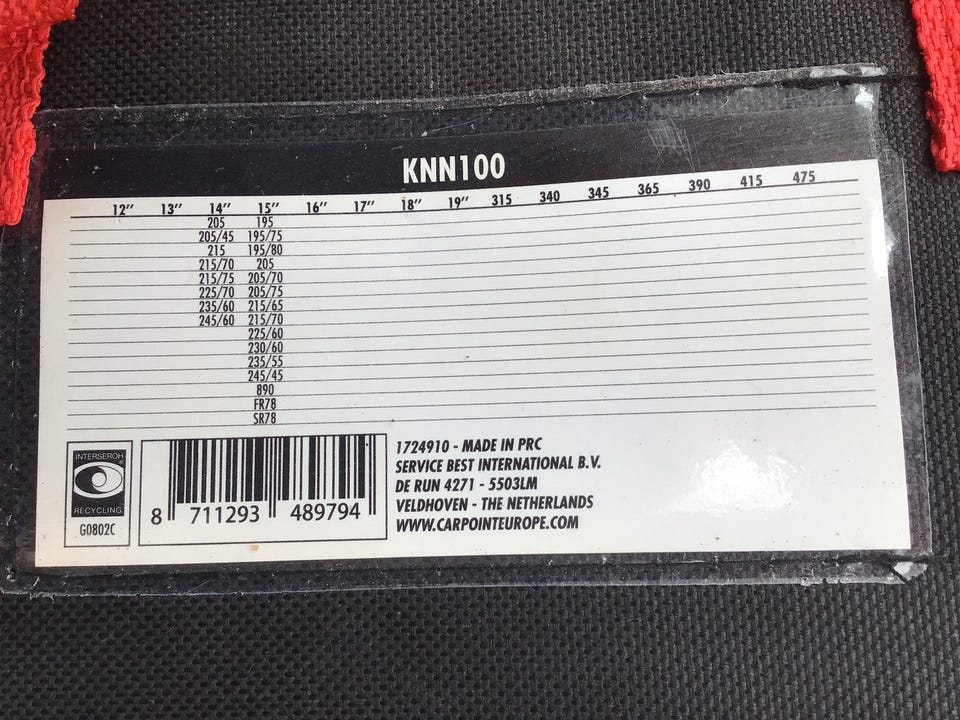 KNN100
12" 13" 14" 15" 16" 17" 18" 19" 315 340 345 365 390 415 475
205 195
205/45 195/75
215 195/80
215/70 205
215/75 205/70
225/70 205/75
235/60 215/65
245/60 215/70
225/60
230/60
235/55
245/45
890
FR78
SR78
INTERSEROH
RECYCLING
G0802C
8 711293 489794
1724910 - MADE IN PRC
SERVICE BEST INTERNATIONAL B.V.
DE RUN 4271 - 5503LM
VELDHOVEN - THE NETHERLANDS
WWW.CARPOINTEUROPE.COM